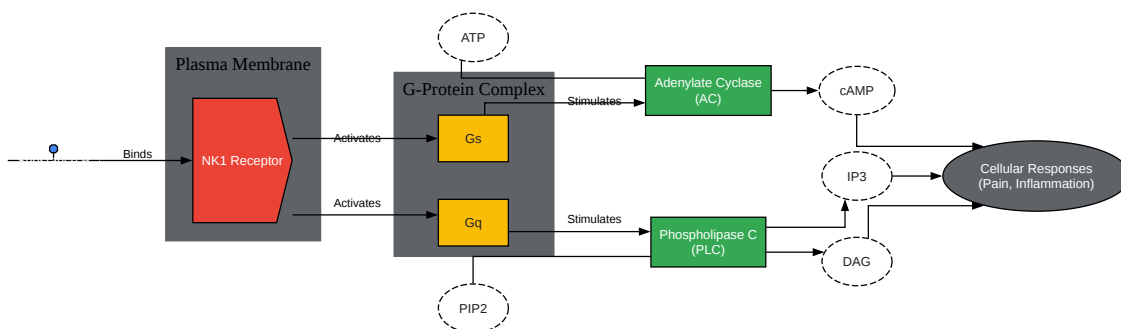 ATP
Plasma Membrane
G-Protein Complex
Adenylate Cyclase
(AC)
cAMP
Stimulates
Binds
NK1 Receptor
Activates
Gs
IP3
Cellular Responses
(Pain, Inflammation)
Activates
Gq
Stimulates
Phospholipase C
(PLC)
DAG
PIP2